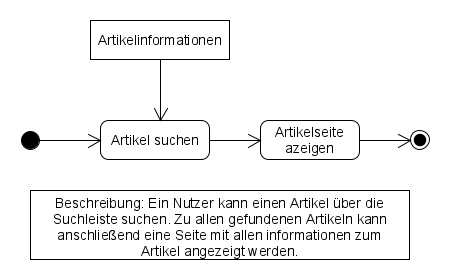 Artikelinformationen
Artikel suchen
Artikelseite
azeigen
Beschreibung: Ein Nutzer kann einen Artikel über die
Suchleiste suchen. Zu allen gefundenen Artikeln kann
anschließend eine Seite mit allen informationen zum
Artikel angezeigt werden.